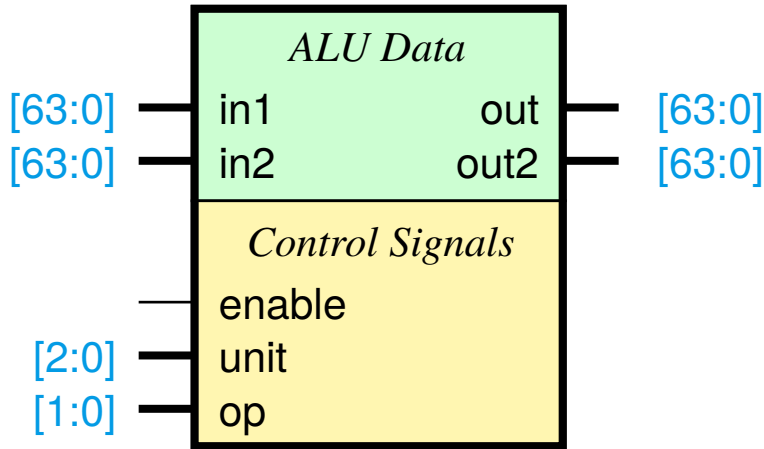 ALU Data
[63:0] in1 out [63:0]
[63:0] in2 out2 [63:0]
Control Signals
enable
[2:0] unit
[1:0] op